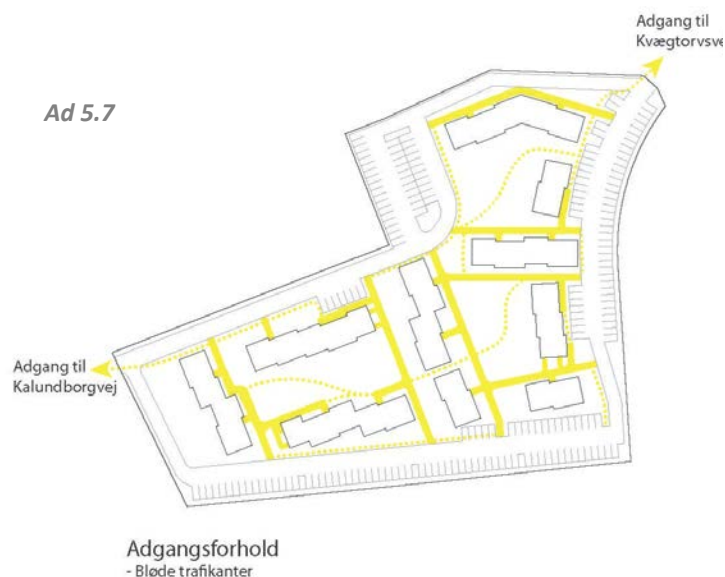 Adgang til
Kvægtorvsve
Ad 5.7
Adgang til
Kalundborgvej
Adgangsforhold
- Bløde trafikanter